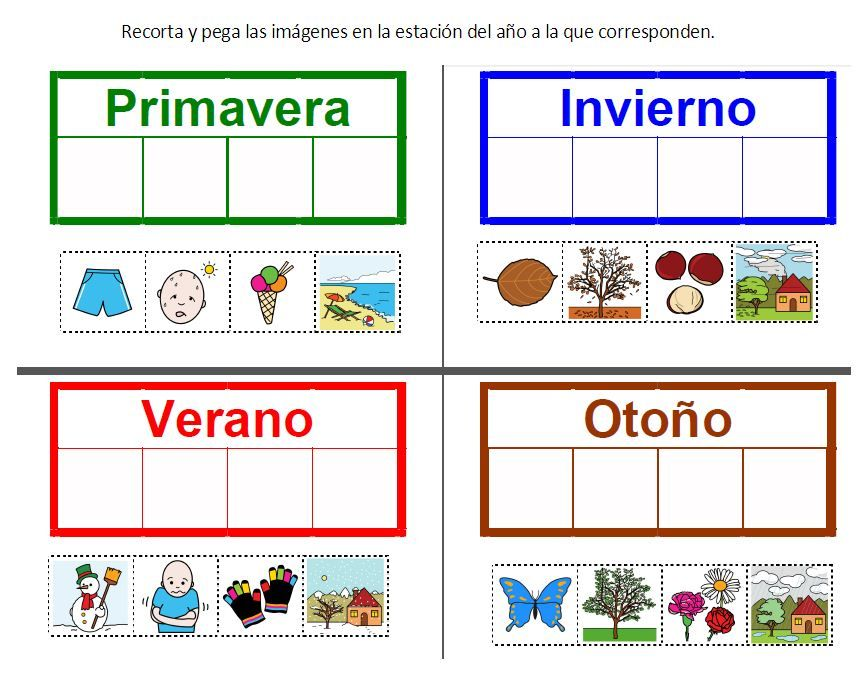 Recorta y pega las imágenes en la estación del año a la que corresponden.
Primavera
Invierno
Verano
Otoño